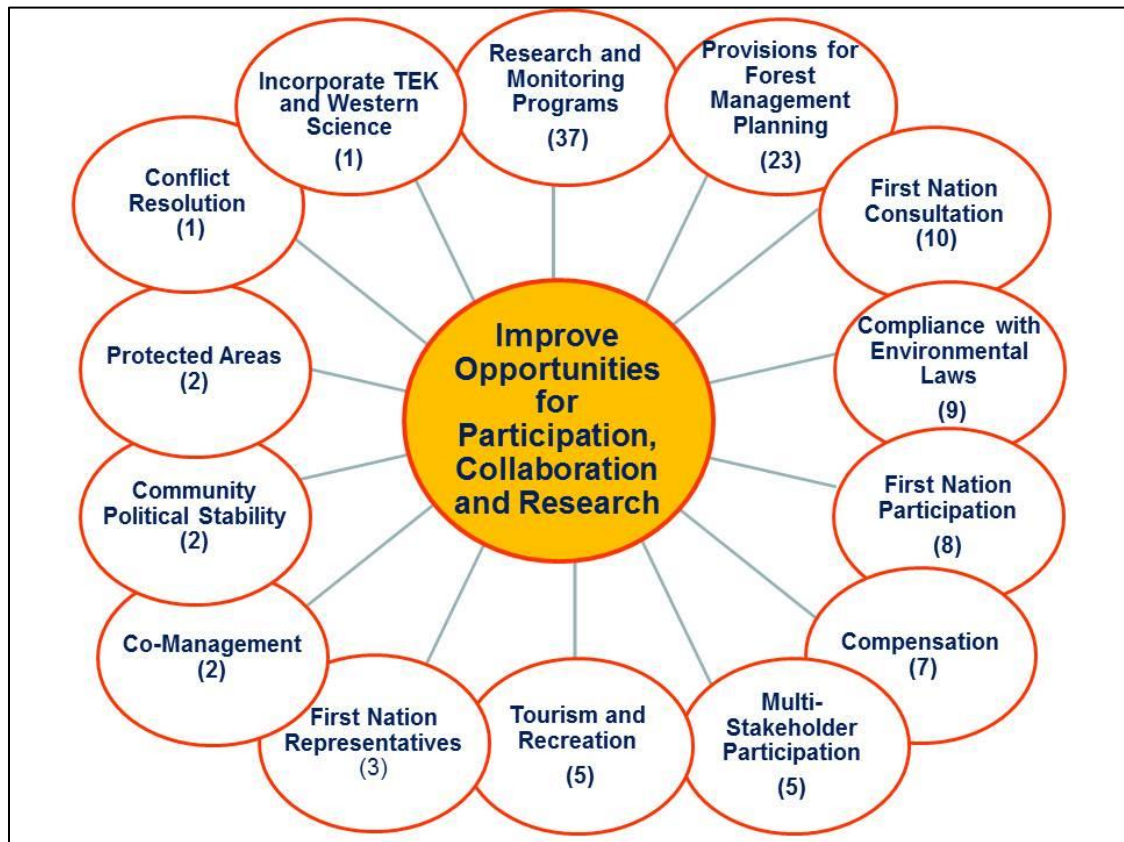 Research and
Monitoring
Programs
(37)
Provisions for
Forest
Management
Planning
(23)
First Nation
Consultation
(10)
Compliance with
Environmental
Laws
(9)
First Nation
Participation
(8)
Compensation
(7)
Multi-
Stakeholder
Participation
(5)
Tourism and
Recreation
(5)
First Nation
Representatives
(3)
Co-Management
(2)
Community
Political Stability
(2)
Protected Areas
(2)
Conflict
Resolution
(1)
Incorporate TEK
and Western
Science
(1)
Improve
Opportunities
for
Participation,
Collaboration
and Research